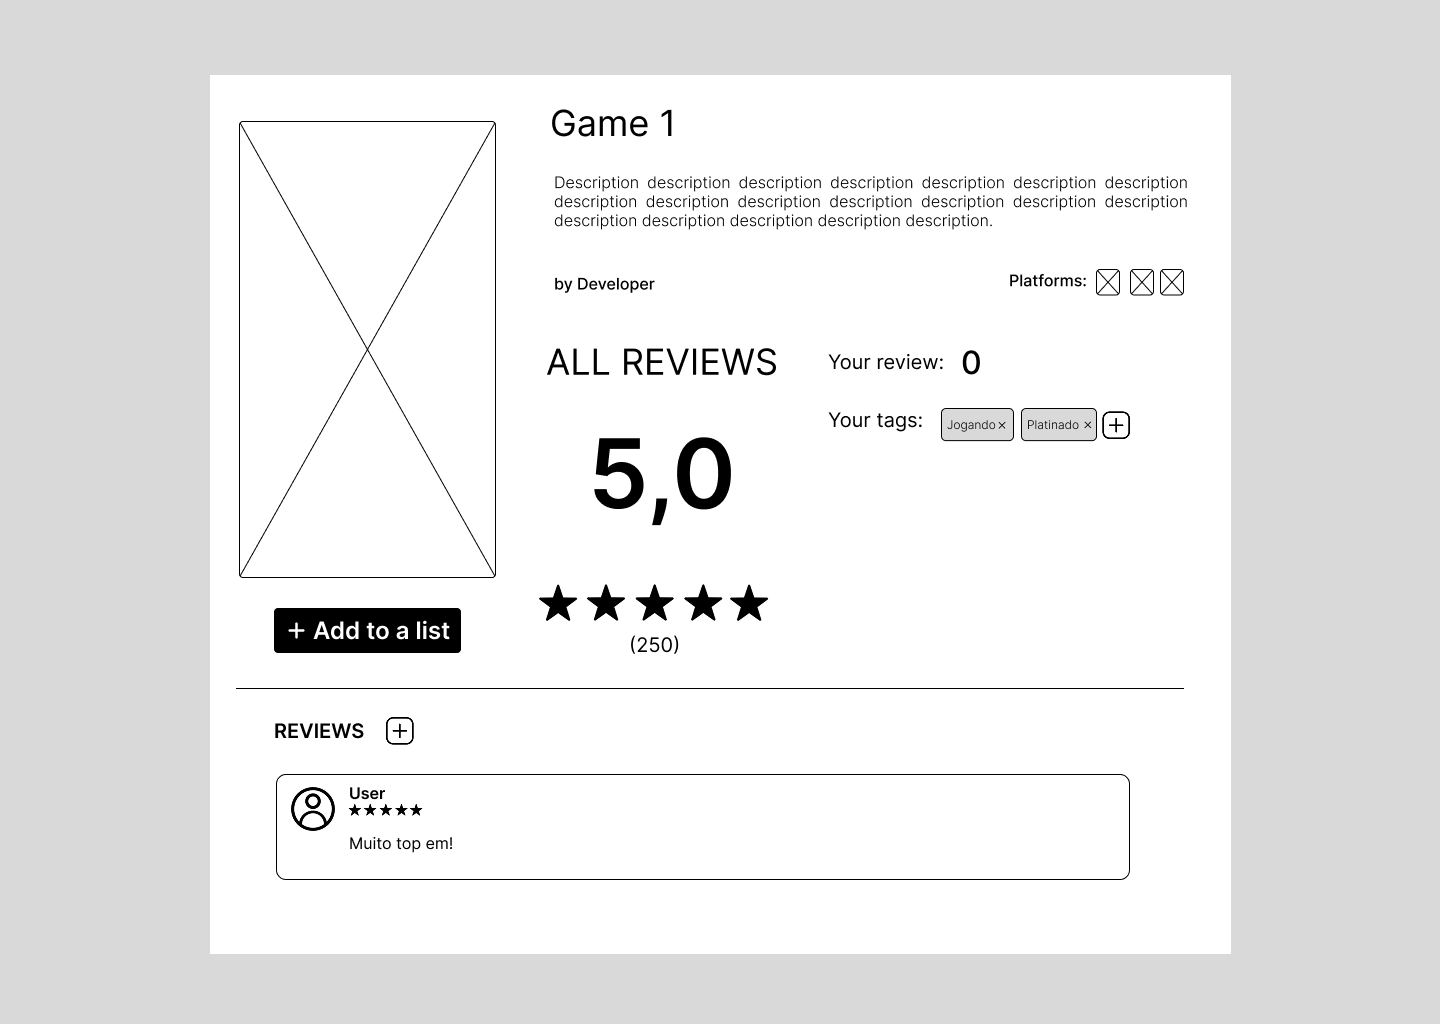 Game 1
Description description description description description description description
description description description description description description description
description description description description description.
by Developer
Platforms:
ALL REVIEWS
Your review: 0
Your tags: Jogando × Platinado × +
5,0
★ ★ ★ ★ ★
(250)
+ Add to a list
REVIEWS +
User
★★★★★
Muito top em!